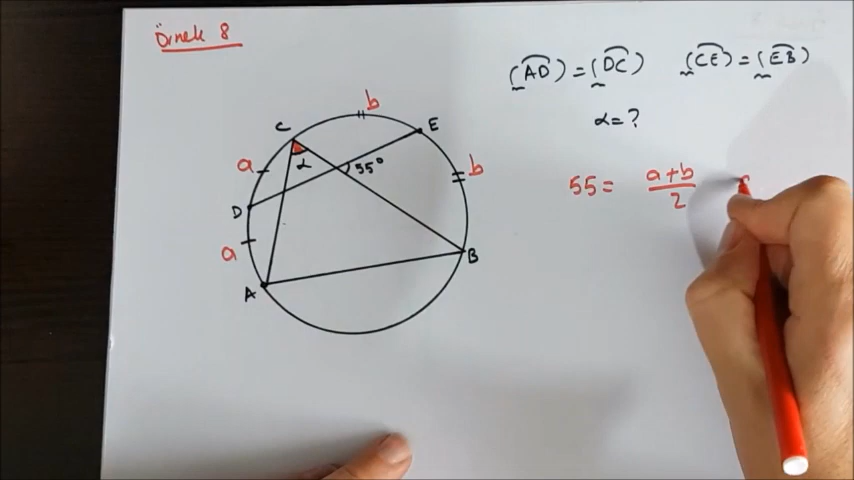 Örnek 8
(AD) = (DC) (CE) = (EB)
α = ?
55 = a+b
2
b
C
E
a
α
55°
b
D
a
B
A